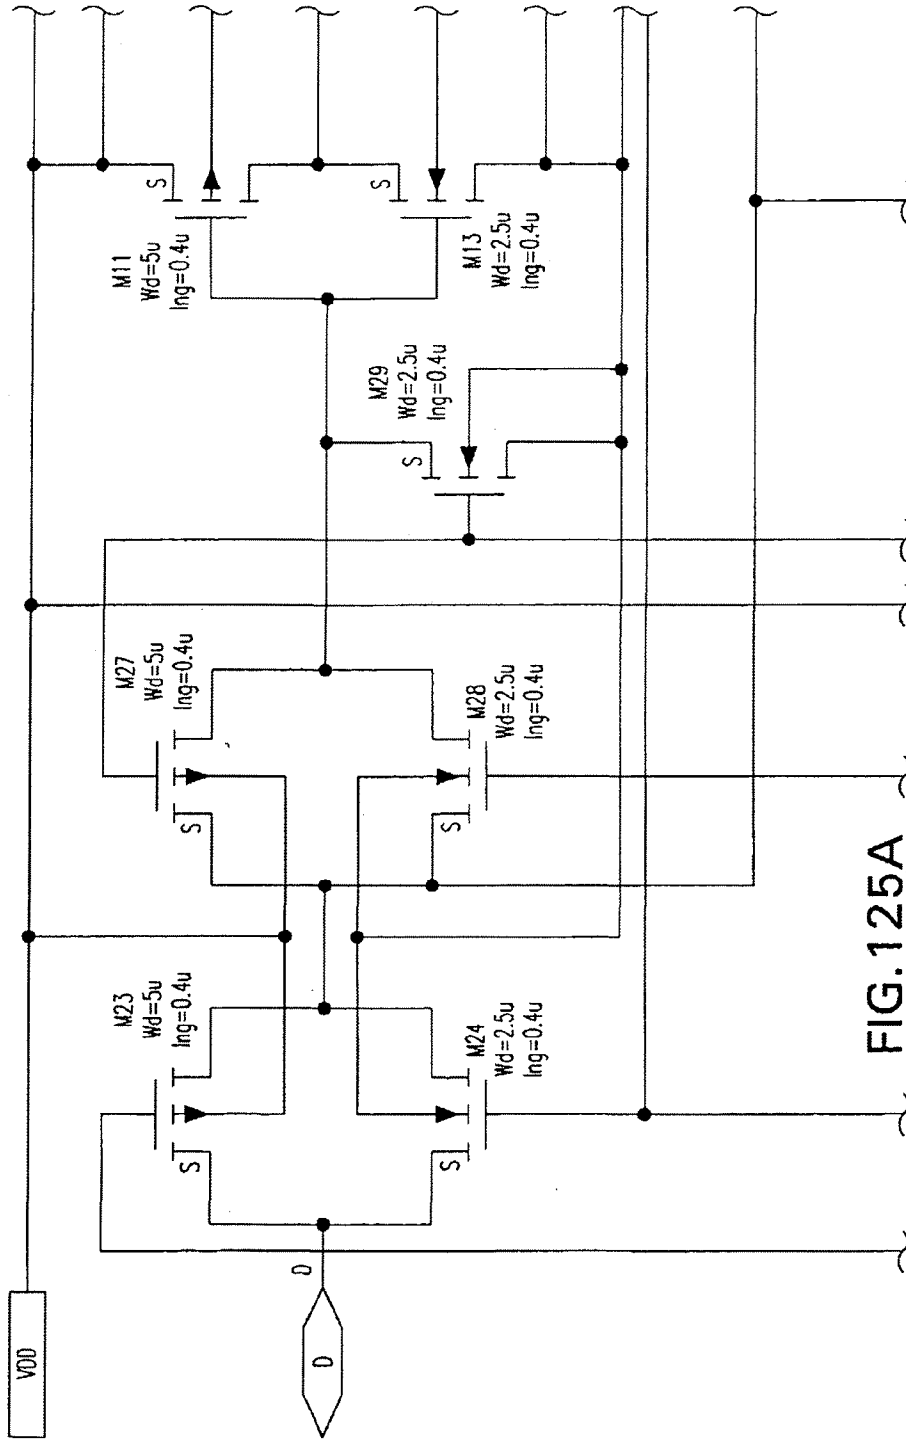 VDD
D
D
M23
Wd=5u
lng=0.4u
S
M24
Wd=2.5u
lng=0.4u
S
M27
Wd=5u
lng=0.4u
S
M28
Wd=2.5u
lng=0.4u
S
M29
Wd=2.5u
lng=0.4u
S
M11
Wd=5u
lng=0.4u
S
M13
Wd=2.5u
lng=0.4u
S
FIG.125A